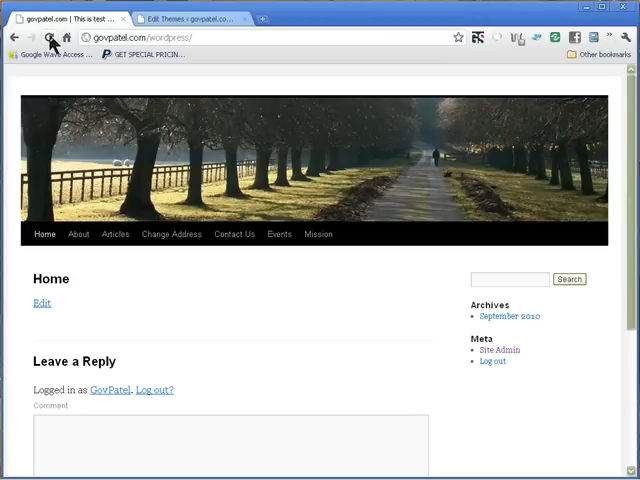 govpatel.com | This is test ...
Edit Themes ‹ govpatel.co...
govpatel.com/wordpress/
Google Wave Access ...
GET SPECIAL PRICIN...
Other bookmarks
Home
About
Articles
Change Address
Contact Us
Events
Mission
Home
Search
Edit
Archives
September 2010
Meta
Site Admin
Log out
Leave a Reply
Logged in as GovPatel. Log out?
Comment